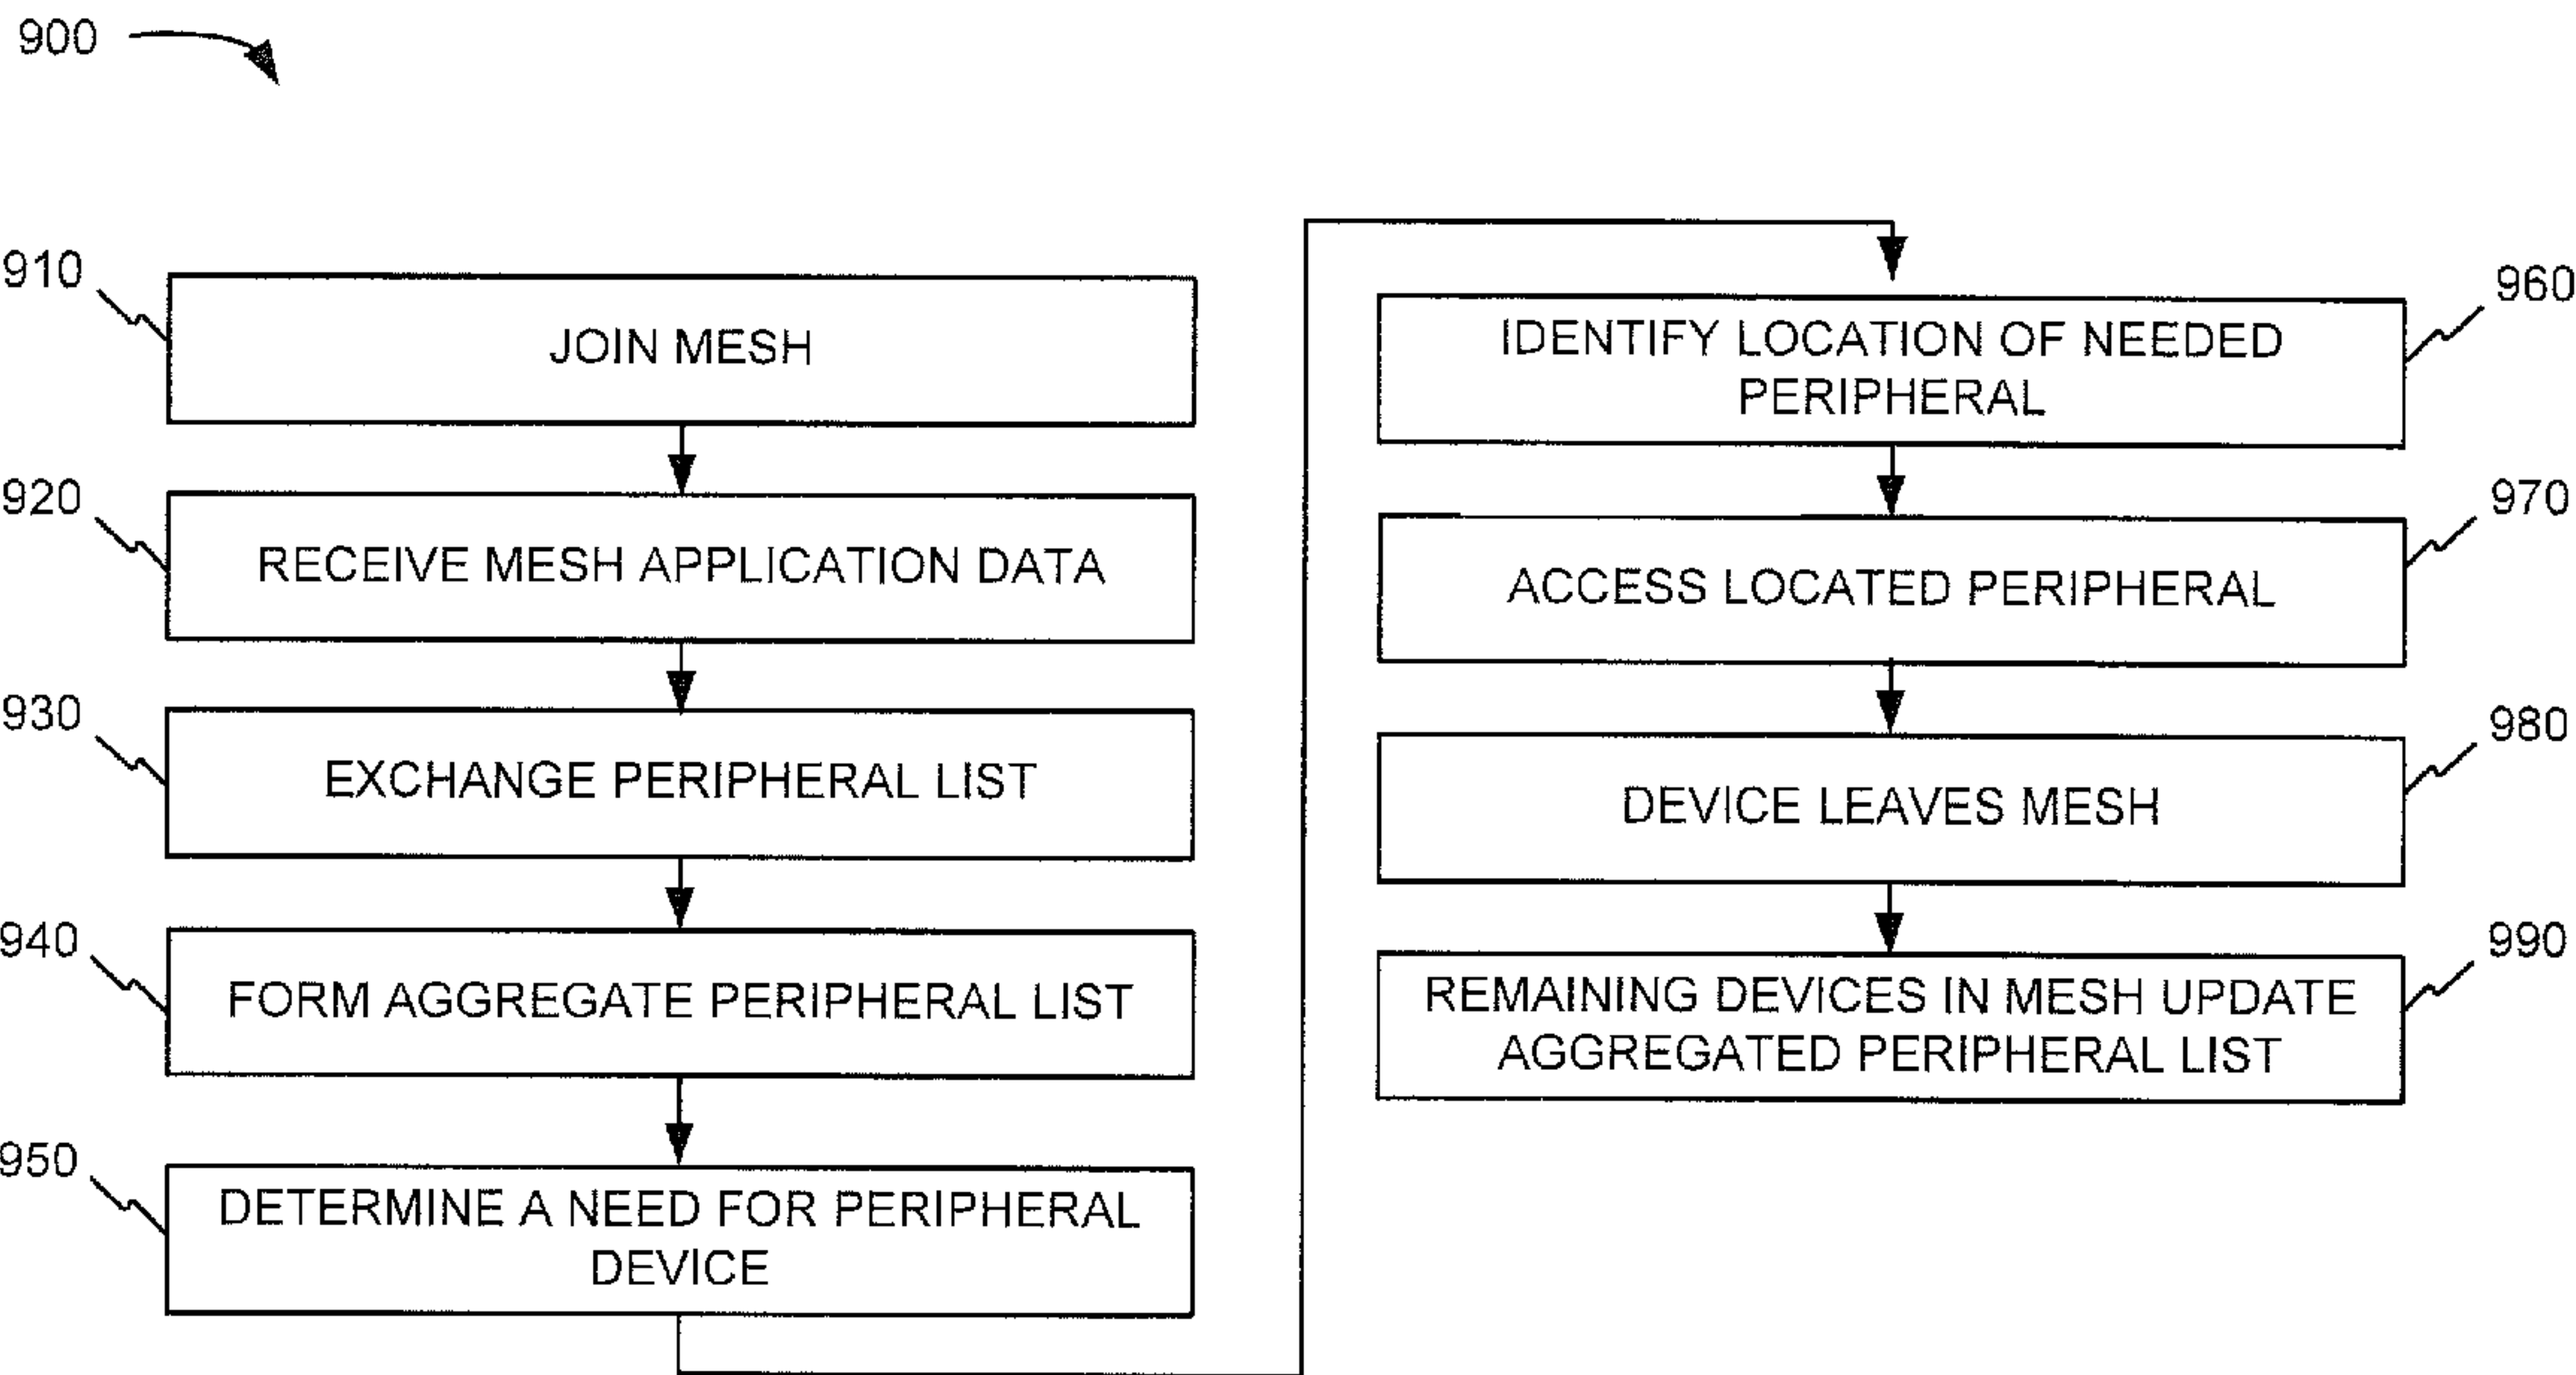 900
910
JOIN MESH
920
RECEIVE MESH APPLICATION DATA
930
EXCHANGE PERIPHERAL LIST
940
FORM AGGREGATE PERIPHERAL LIST
950
DETERMINE A NEED FOR PERIPHERAL
DEVICE
960
IDENTIFY LOCATION OF NEEDED
PERIPHERAL
970
ACCESS LOCATED PERIPHERAL
980
DEVICE LEAVES MESH
990
REMAINING DEVICES IN MESH UPDATE
AGGREGATED PERIPHERAL LIST